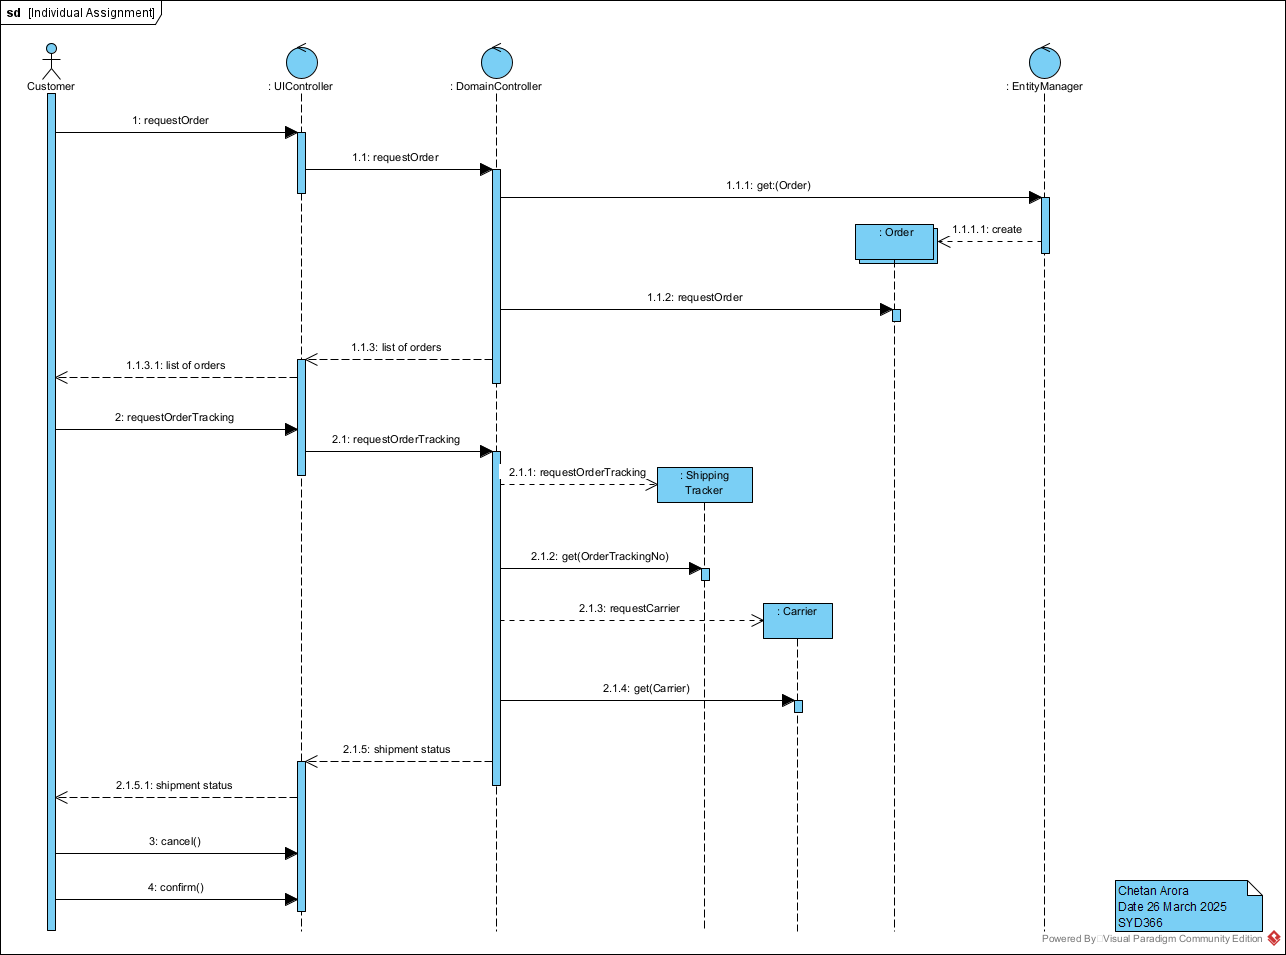 sd [Individual Assignment]
Customer
: UIController
: DomainController
: EntityManager
1: requestOrder
1.1: requestOrder
1.1.1: get:(Order)
: Order
1.1.1.1: create
1.1.2: requestOrder
1.1.3: list of orders
1.1.3.1: list of orders
2: requestOrderTracking
2.1: requestOrderTracking
2.1.1: requestOrderTracking
: Shipping
Tracker
2.1.2: get(OrderTrackingNo)
2.1.3: requestCarrier
: Carrier
2.1.4: get(Carrier)
2.1.5: shipment status
2.1.5.1: shipment status
3: cancel()
4: confirm()
Chetan Arora
Date 26 March 2025
SYD366
Powered By Visual Paradigm Community Edition